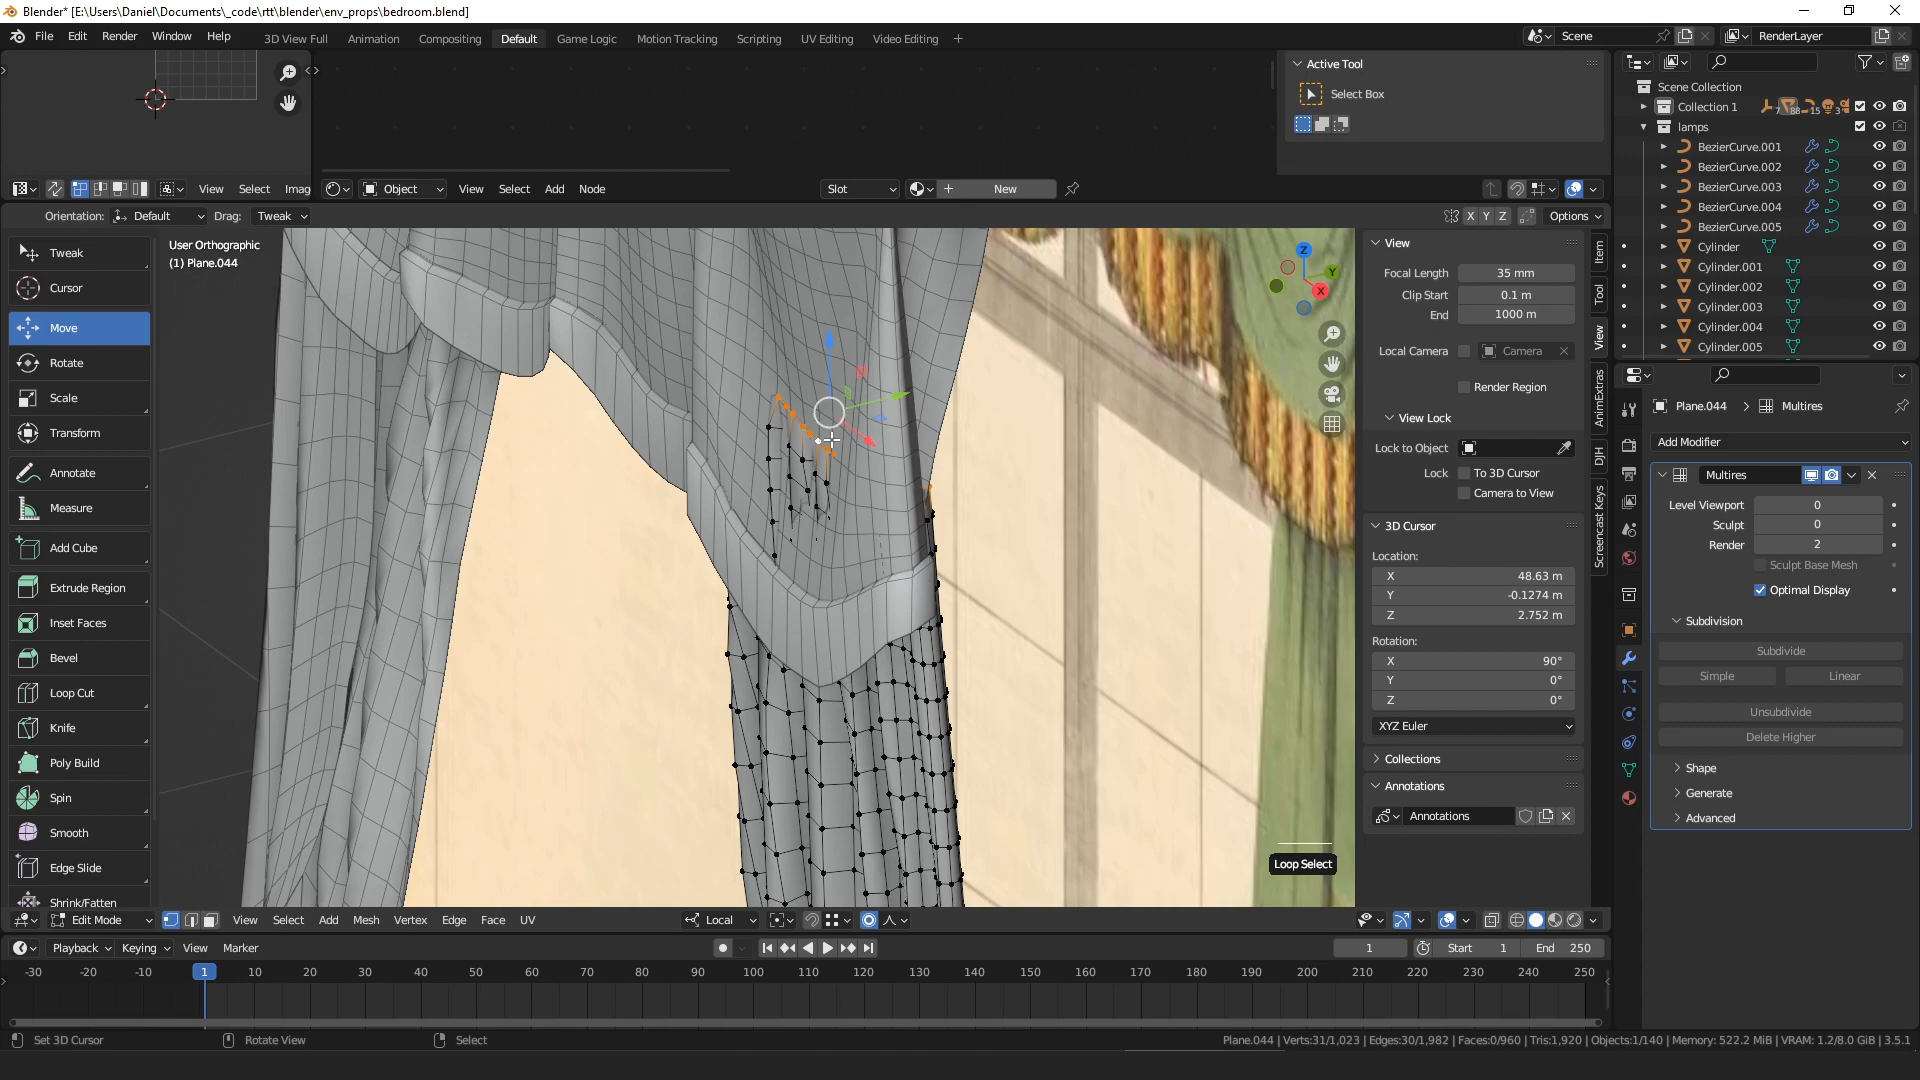 Blender* [E:\Users\Daniel\Documents\_code\rtt\blender\env_props\bedroom.blend]
File Edit Render Window Help
3D View Full Animation Compositing Default Game Logic Motion Tracking Scripting UV Editing Video Editing +
Scene
RenderLayer
Active Tool
Select Box
Scene Collection
Collection 1 7 88 15 3
lamps
BezierCurve.001
BezierCurve.002
BezierCurve.003
BezierCurve.004
BezierCurve.005
Cylinder
Cylinder.001
Cylinder.002
Cylinder.003
Cylinder.004
Cylinder.005
View Select Imag
Object View Select Add Node Slot New
Orientation: Default Drag: Tweak
X Y Z Options
Tweak
Cursor
Move
Rotate
Scale
Transform
Annotate
Measure
Add Cube
Extrude Region
Inset Faces
Bevel
Loop Cut
Knife
Poly Build
Spin
Smooth
Edge Slide
Shrink/Fatten
User Orthographic
(1) Plane.044
Z
Y
X
Loop Select
View
Focal Length 35 mm
Clip Start 0.1 m
End 1000 m
Local Camera Camera
Render Region
View Lock
Lock to Object
Lock To 3D Cursor
Camera to View
3D Cursor
Location:
X 48.63 m
Y -0.1274 m
Z 2.752 m
Rotation:
X 90°
Y 0°
Z 0°
XYZ Euler
Collections
Annotations
Annotations
Item
Tool
View
AnimExtras
DJH
Screencast Keys
Plane.044 Multires
Add Modifier
Multires
Level Viewport 0
Sculpt 0
Render 2
Sculpt Base Mesh
Optimal Display
Subdivision
Subdivide
Simple Linear
Unsubdivide
Delete Higher
Shape
Generate
Advanced
Edit Mode View Select Add Mesh Vertex Edge Face UV Local
Playback Keying View Marker 1 Start 1 End 250
-30 -20 -10 1 10 20 30 40 50 60 70 80 90 100 110 120 130 140 150 160 170 180 190 200 210 220 230 240 250
Set 3D Cursor Rotate View Select Plane.044 | Verts:31/1,023 | Edges:30/1,982 | Faces:0/960 | Tris:1,920 | Objects:1/140 | Memory: 522.2 MiB | VRAM: 1.2/8.0 GiB | 3.5.1